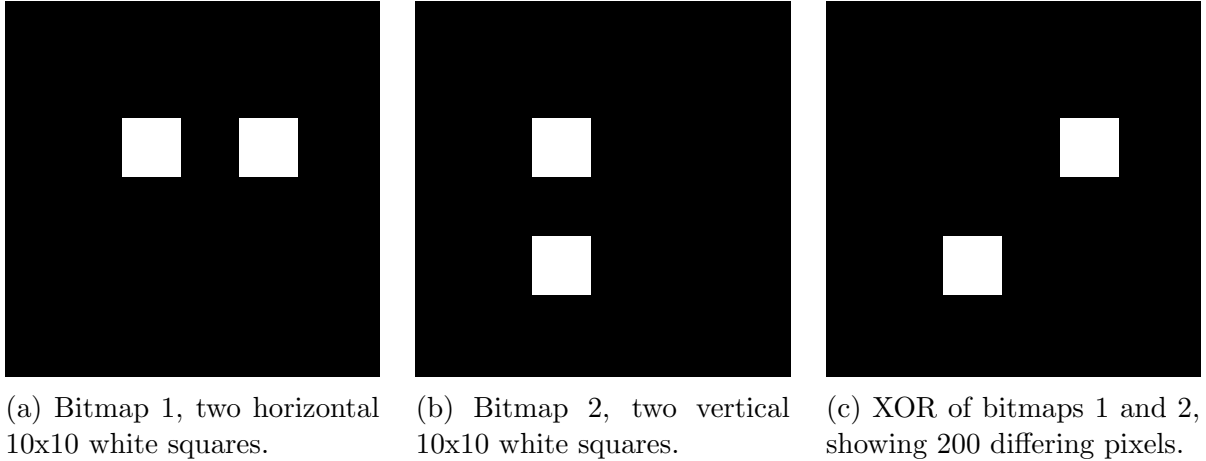 (a) Bitmap 1, two horizontal
10x10 white squares.
(b) Bitmap 2, two vertical
10x10 white squares.
(c) XOR of bitmaps 1 and 2,
showing 200 differing pixels.